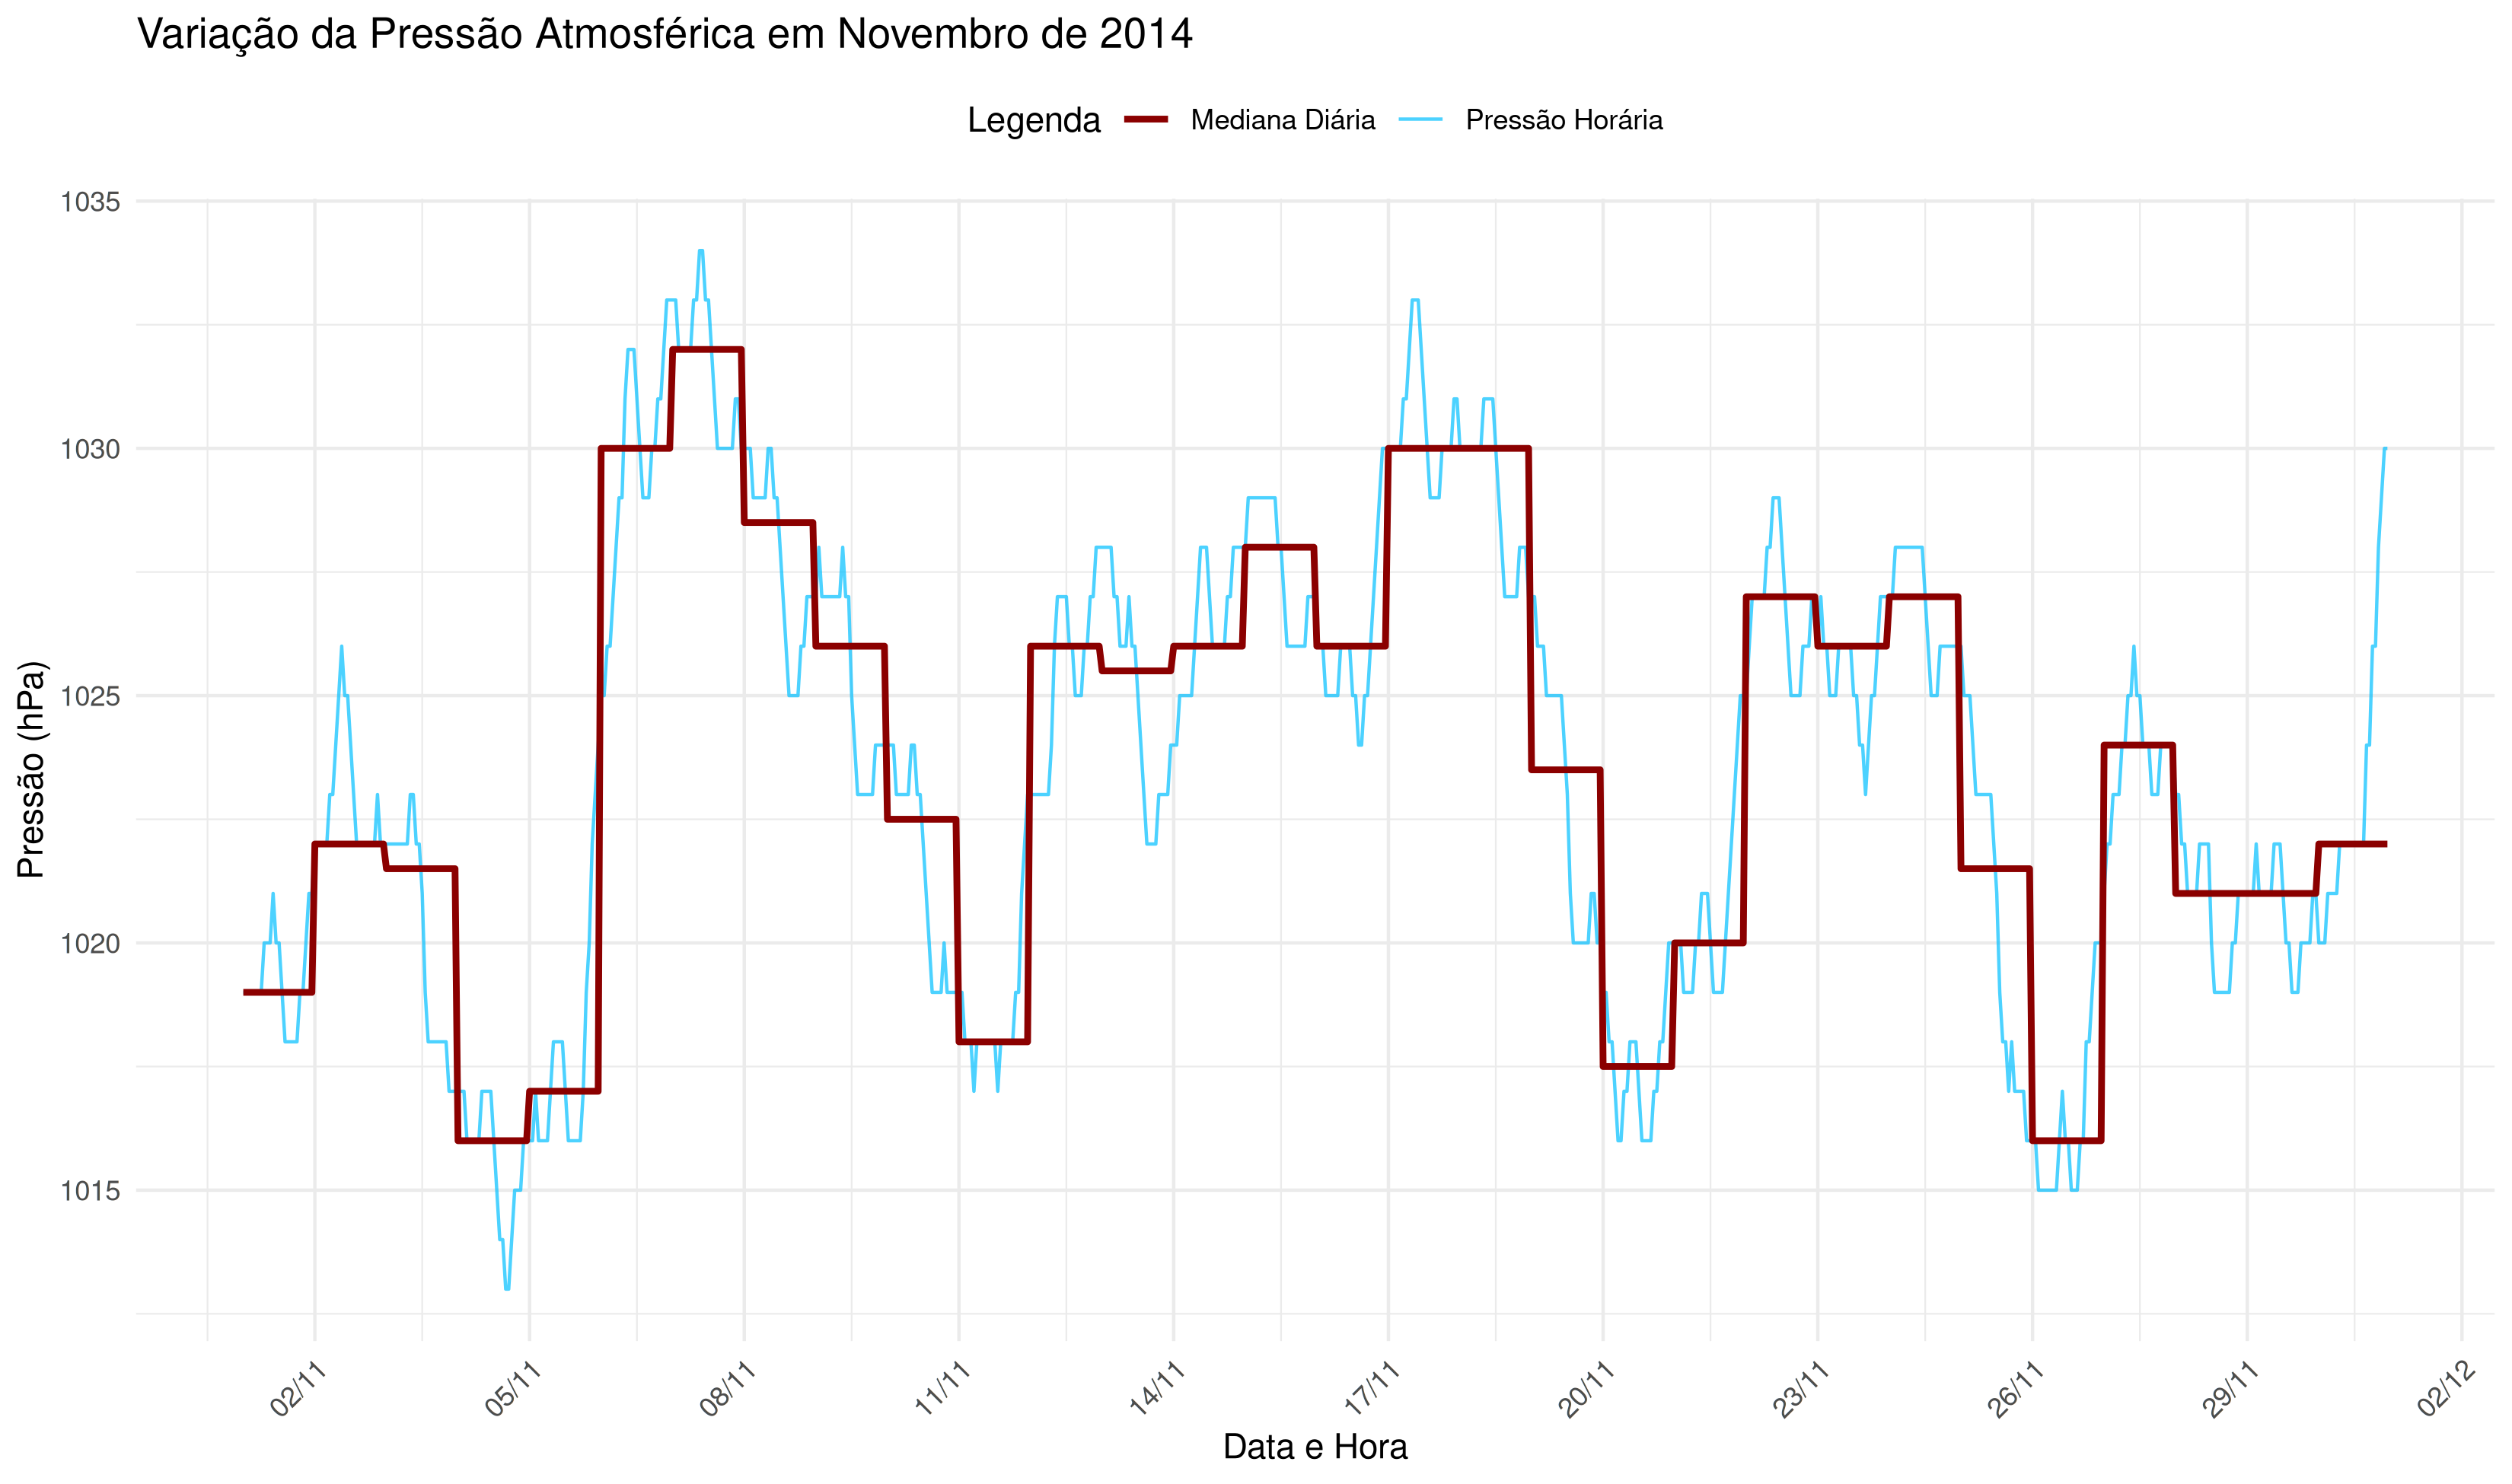 Variação da Pressão Atmosférica em Novembro de 2014
Legenda Mediana Diária Pressão Horária
Pressão (hPa)
1035
1030
1025
1020
1015
02/11 05/11 08/11 11/11 14/11 17/11 20/11 23/11 26/11 29/11 02/12
Data e Hora